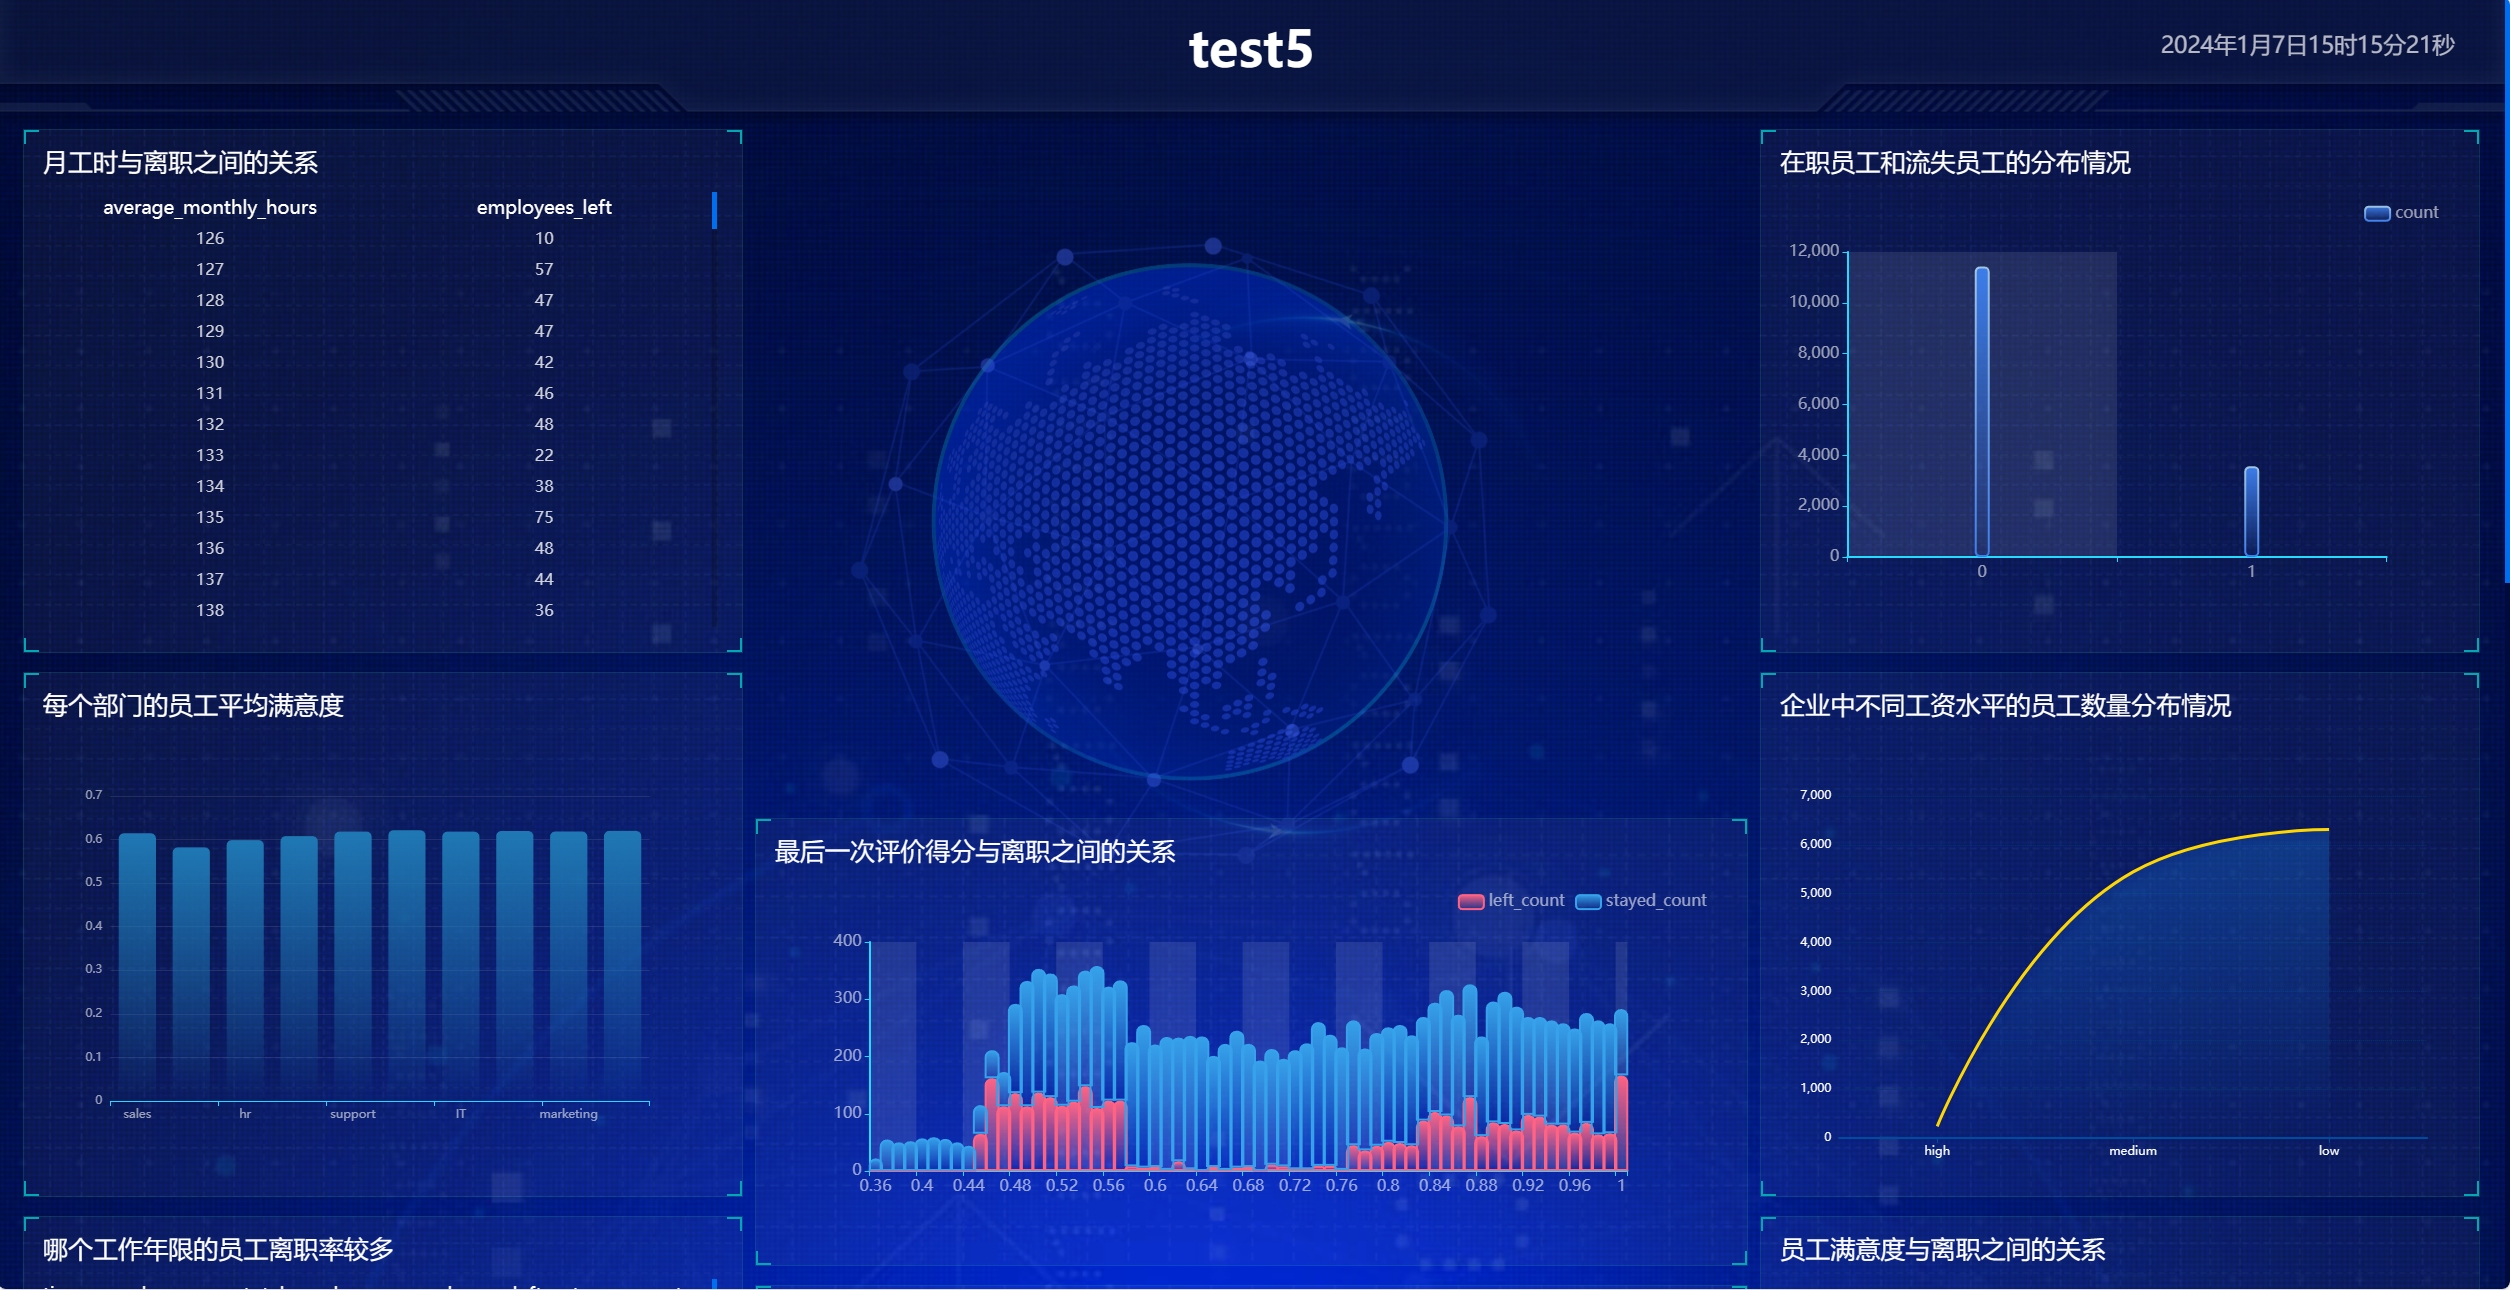 test5
2024年1月7日15时15分21秒
月工时与离职之间的关系
average_monthly_hours employees_left
126 10
127 57
128 47
129 47
130 42
131 46
132 48
133 22
134 38
135 75
136 48
137 44
138 36
每个部门的员工平均满意度
0.7
0.6
0.5
0.4
0.3
0.2
0.1
0
sales hr support IT marketing
哪个工作年限的员工离职率较多
最后一次评价得分与离职之间的关系
left_count stayed_count
400
300
200
100
0
0.36 0.4 0.44 0.48 0.52 0.56 0.6 0.64 0.68 0.72 0.76 0.8 0.84 0.88 0.92 0.96 1
在职员工和流失员工的分布情况
count
12,000
10,000
8,000
6,000
4,000
2,000
0
0 1
企业中不同工资水平的员工数量分布情况
7,000
6,000
5,000
4,000
3,000
2,000
1,000
0
high medium low
员工满意度与离职之间的关系